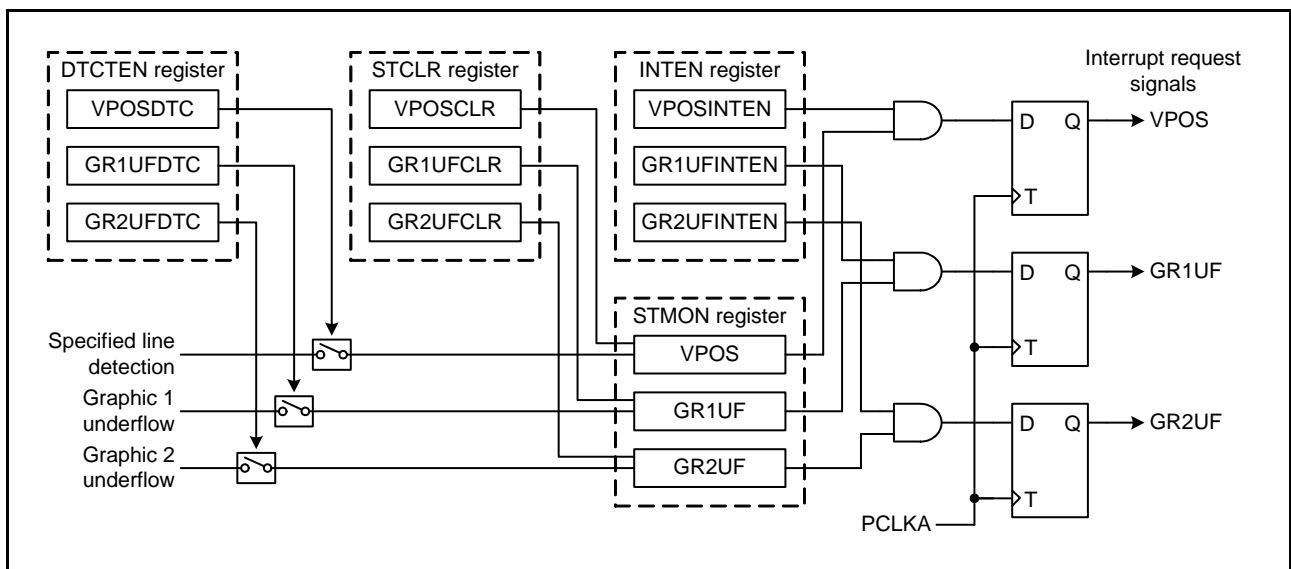 DTCTEN register
VPOSDTC
GR1UFDTC
GR2UFDTC
STCLR register
VPOSCLR
GR1UFCLR
GR2UFCLR
INTEN register
VPOSINTEN
GR1UFINTEN
GR2UFINTEN
Interrupt request
signals
D Q
T
VPOS
D Q
T
GR1UF
D Q
T
GR2UF
STMON register
VPOS
GR1UF
GR2UF
Specified line
detection
Graphic 1
underflow
Graphic 2
underflow
PCLKA